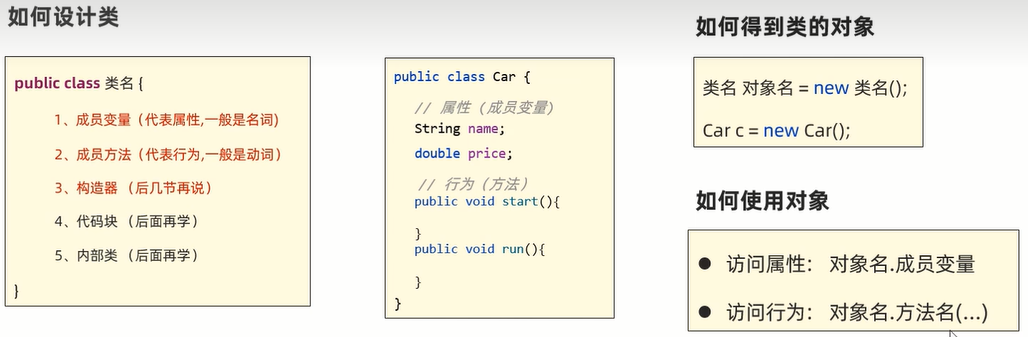 如何设计类
public class 类名 {
1、成员变量（代表属性,一般是名词)
2、成员方法（代表行为,一般是动词）
3、构造器 （后几节再说）
4、代码块 （后面再学）
5、内部类 （后面再学）
}
public class Car {
// 属性（成员变量）
String name;
double price;
// 行为（方法）
public void start(){
}
public void run(){
}
}
如何得到类的对象
类名 对象名 = new 类名();
Car c = new Car();
如何使用对象
● 访问属性： 对象名.成员变量
● 访问行为： 对象名.方法名(...)